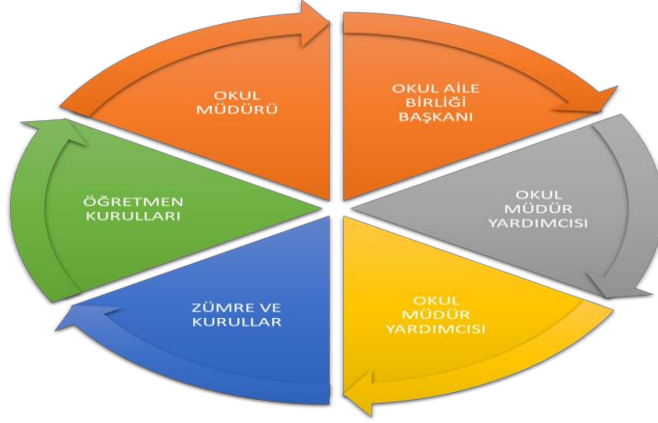 OKUL
MÜDÜRÜ
OKUL AİLE
BİRLİĞİ
BAŞKANI
OKUL
MÜDÜR
YARDIMCISI
OKUL
MÜDÜR
YARDIMCISI
ZÜMRE VE
KURULLAR
ÖĞRETMEN
KURULLARI